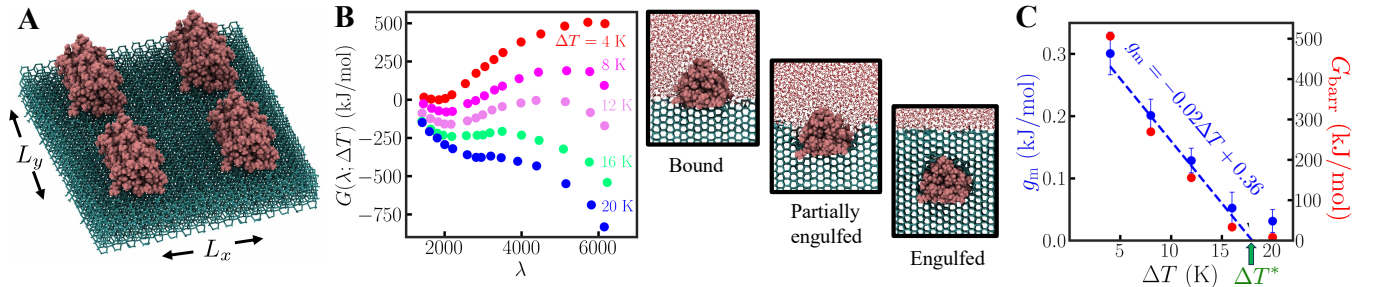 A
L_y
L_x
B
G(λ; ΔT) (kJ/mol)
500
250
0
−250
−500
−750
2000
4000
6000
λ
ΔT = 4 K
8 K
12 K
16 K
20 K
Bound
Partially
engulfed
Engulfed
C
g_m (kJ/mol)
0.3
0.2
0.1
0.0
5
10
15
20
ΔT (K)
ΔT*
g_m = −0.02ΔT + 0.36
500
400
300
200
100
0
G_barr (kJ/mol)